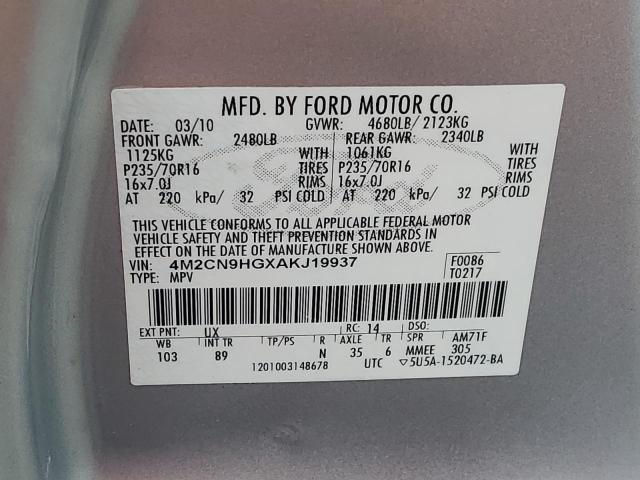 MFD. BY FORD MOTOR CO.
DATE: 03/10 GVWR: 4680LB/ 2123KG
FRONT GAWR: 2480LB REAR GAWR: 2340LB
1125KG WITH 1061KG WITH
P235/70R16 TIRES P235/70R16 TIRES
16x7.0J RIMS 16x7.0J RIMS
AT 220 kPa/ 32 PSI COLD AT 220 kPa/ 32 PSI COLD
THIS VEHICLE CONFORMS TO ALL APPLICABLE FEDERAL MOTOR
VEHICLE SAFETY AND THEFT PREVENTION STANDARDS IN
EFFECT ON THE DATE OF MANUFACTURE SHOWN ABOVE.
VIN: 4M2CN9HGXAKJ19937 F0086
TYPE: MPV T0217
EXT PNT: UX RC: 14 DSO:
WB INT TR TP/PS R AXLE TR SPR AM71F
103 89 N 35 6 MMEE 305
1201003148678 UTC 5U5A-1520472-BA
Ford